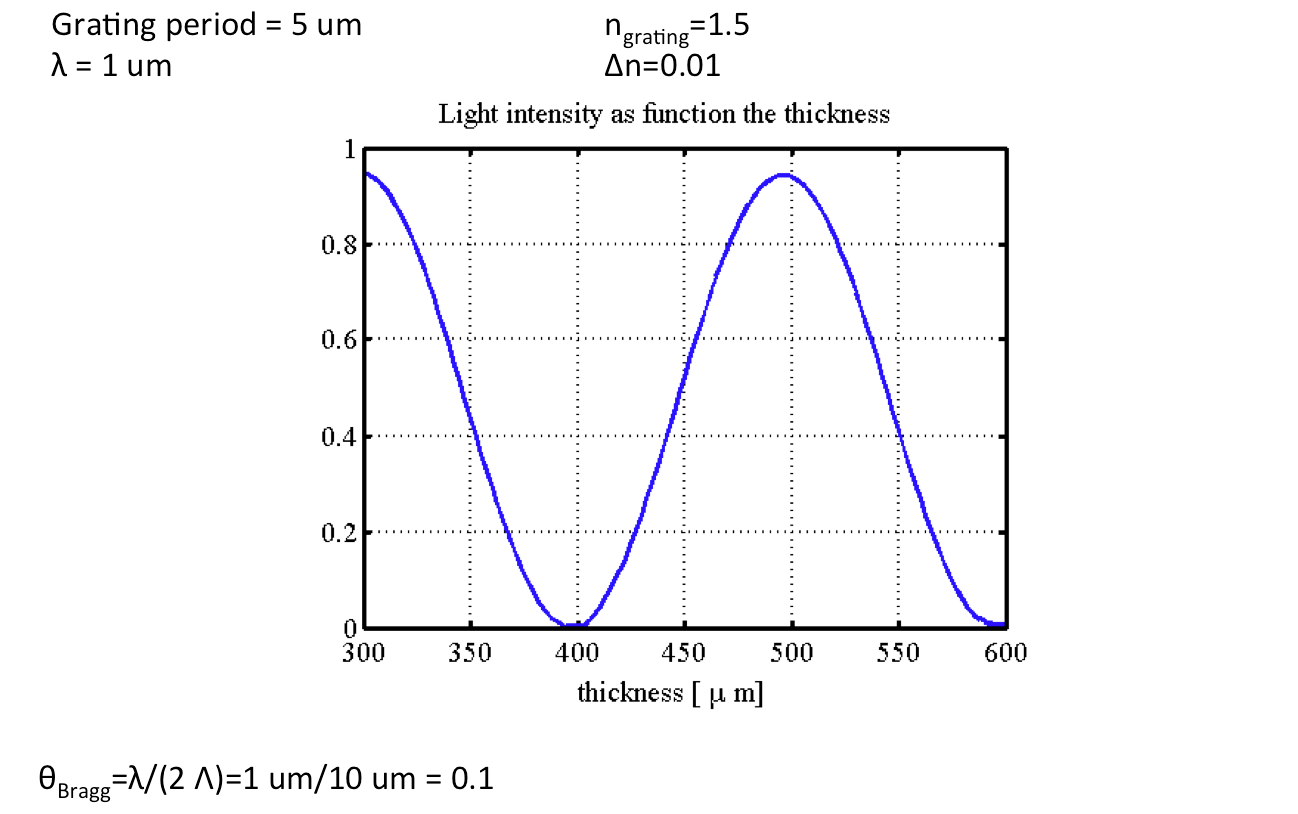 Grating period = 5 um
n_grating=1.5
λ = 1 um
Δn=0.01
Light intensity as function the thickness
1
0.8
0.6
0.4
0.2
0
300 350 400 450 500 550 600
thickness [ μ m]
θ_Bragg=λ/(2 Λ)=1 um/10 um = 0.1